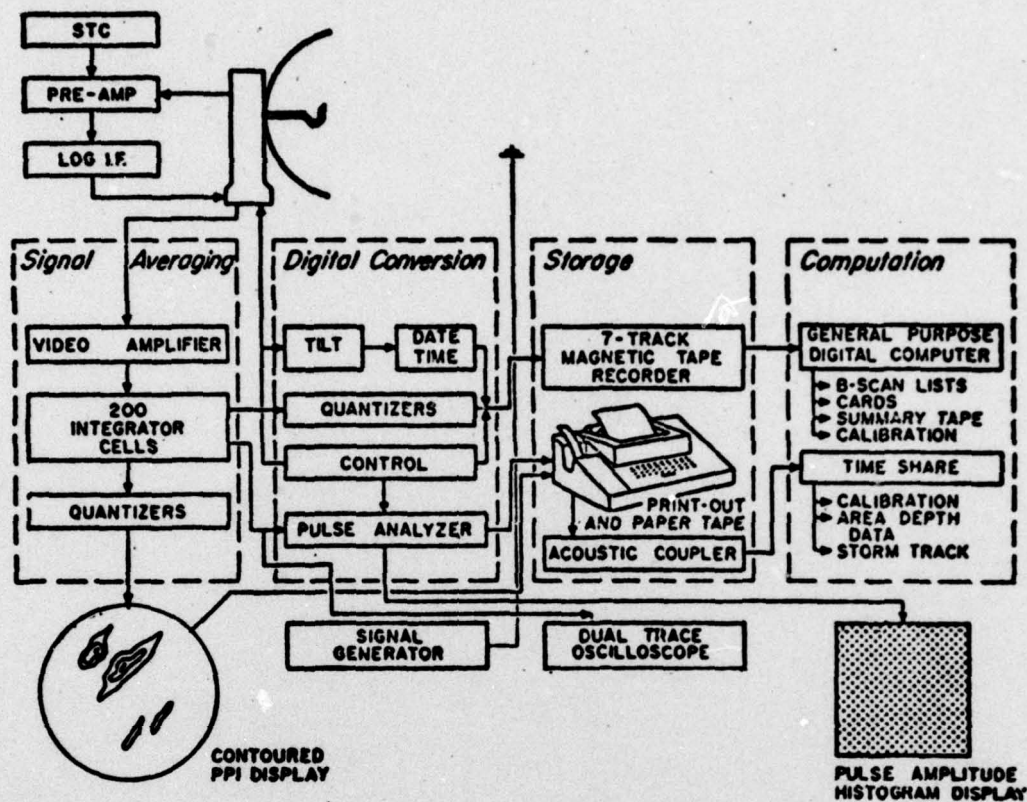 STC
PRE-AMP
LOG I.F.
Signal Averaging
VIDEO AMPLIFIER
200
INTEGRATOR
CELLS
QUANTIZERS
CONTOURED
PPI DISPLAY
Digital Conversion
TILT
DATE
TIME
QUANTIZERS
CONTROL
PULSE ANALYZER
SIGNAL
GENERATOR
Storage
7-TRACK
MAGNETIC TAPE
RECORDER
PRINT-OUT
AND PAPER TAPE
ACOUSTIC COUPLER
DUAL TRACE
OSCILLOSCOPE
Computation
GENERAL PURPOSE
DIGITAL COMPUTER
B-SCAN LISTS
CARDS
SUMMARY TAPE
CALIBRATION
TIME SHARE
CALIBRATION
AREA DEPTH
DATA
STORM TRACK
PULSE AMPLITUDE
HISTOGRAM DISPLAY